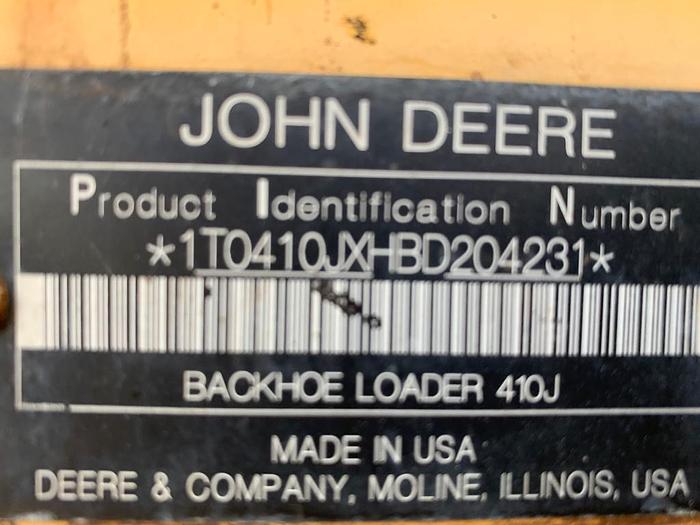 JOHN DEERE
Product Identification Number
*1T0410JXHBD204231*
BACKHOE LOADER 410J
MADE IN USA
DEERE & COMPANY, MOLINE, ILLINOIS, USA